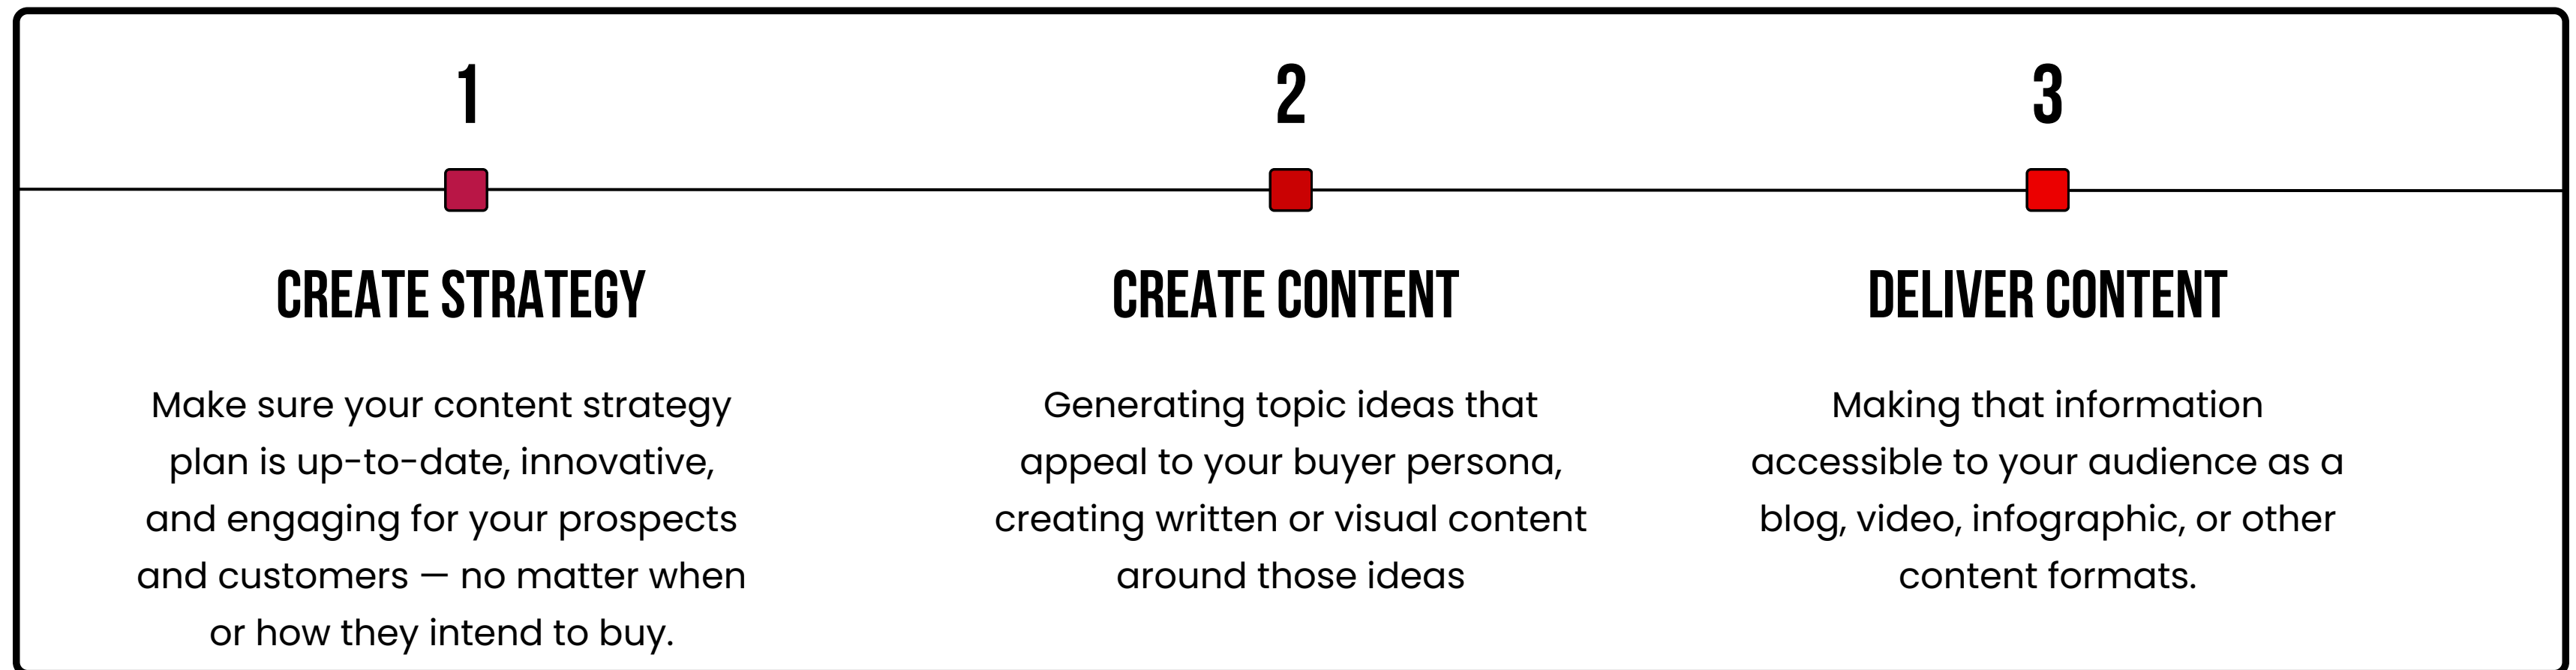 1
CREATE STRATEGY
Make sure your content strategy
plan is up-to-date, innovative,
and engaging for your prospects
and customers — no matter when
or how they intend to buy.
2
CREATE CONTENT
Generating topic ideas that
appeal to your buyer persona,
creating written or visual content
around those ideas
3
DELIVER CONTENT
Making that information
accessible to your audience as a
blog, video, infographic, or other
content formats.